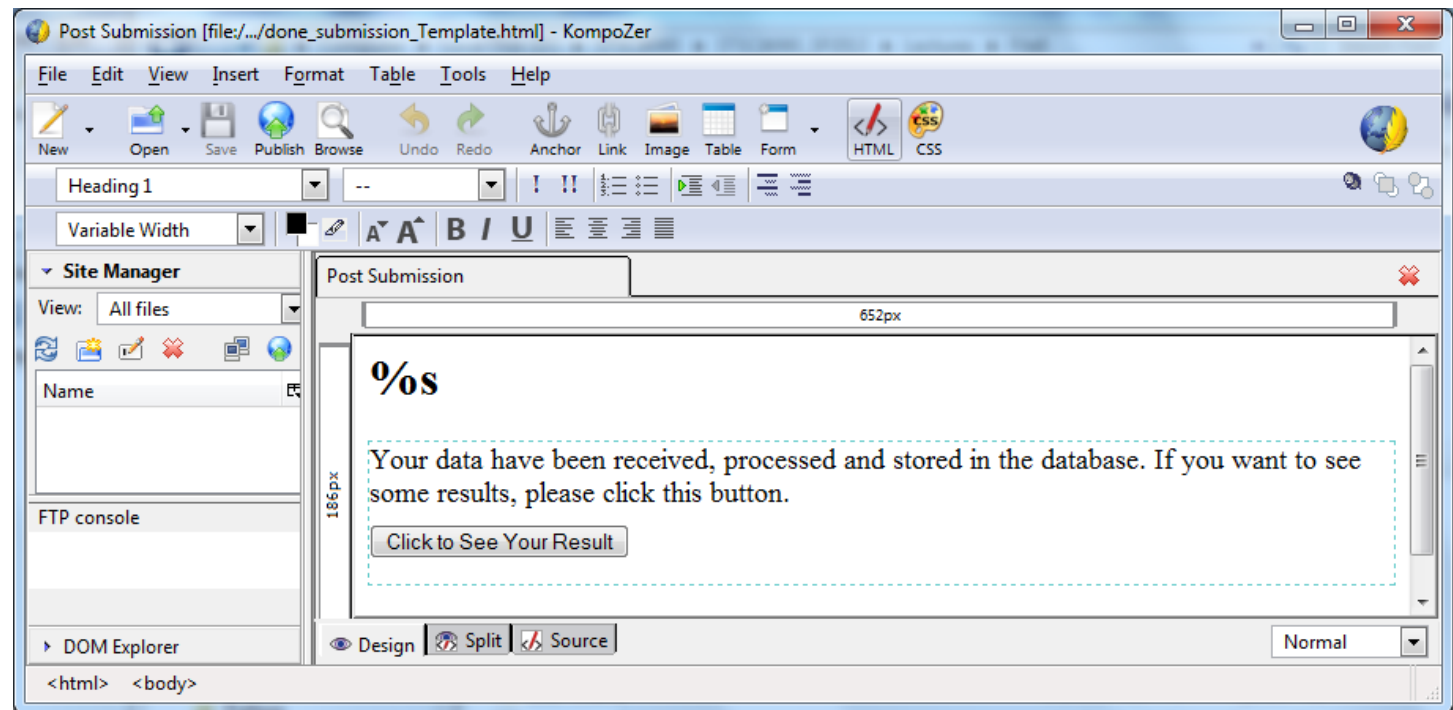 Post Submission [file:/.../done_submission_Template.html] - KompoZer
File Edit View Insert Format Table Tools Help
New Open Save Publish Browse Undo Redo Anchor Link Image Table Form HTML CSS
Heading 1 -- ! !!
Variable Width A A B I U
Site Manager
Post Submission
View: All files
652px
Name
%s
186px
Your data have been received, processed and stored in the database. If you want to see
some results, please click this button.
Click to See Your Result
FTP console
DOM Explorer
Design Split Source Normal
<html> <body>